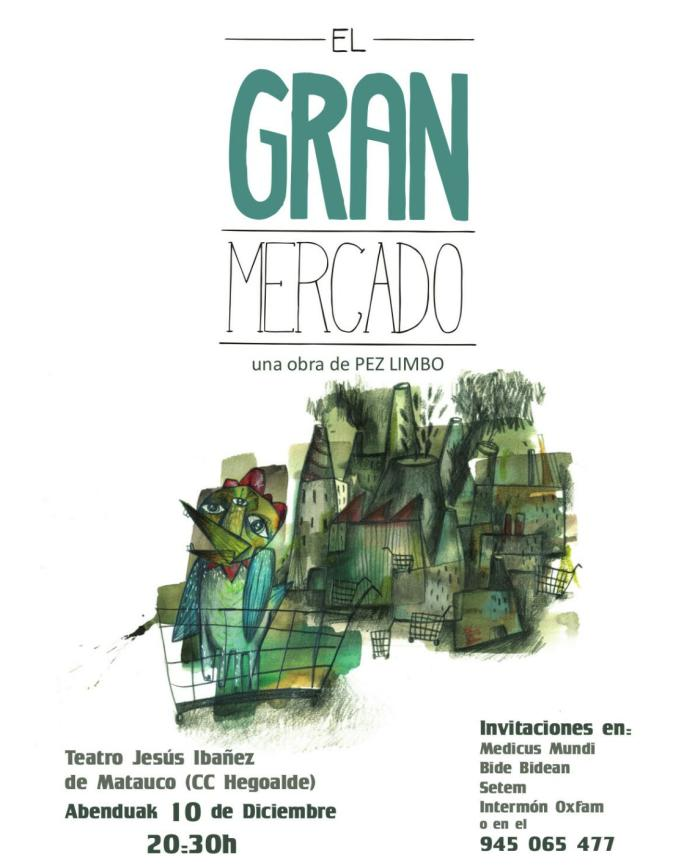 EL
GRAN
MERCADO
una obra de PEZ LIMBO
Teatro Jesús Ibañez
de Matauco (CC Hegoalde)
Abenduak 10 de Diciembre
20:30h
Invitaciones en:
Medicus Mundi
Bide Bidean
Setem
Intermón Oxfam
o en el
945 065 477